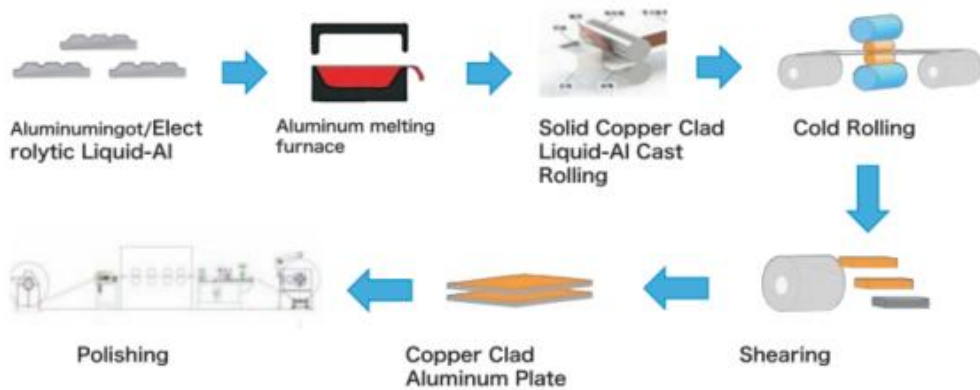 Aluminumingot/Elect
rolytic Liquid-Al
Aluminum melting
furnace
Solid Copper Clad
Liquid-Al Cast
Rolling
Cold Rolling
Polishing
Copper Clad
Aluminum Plate
Shearing